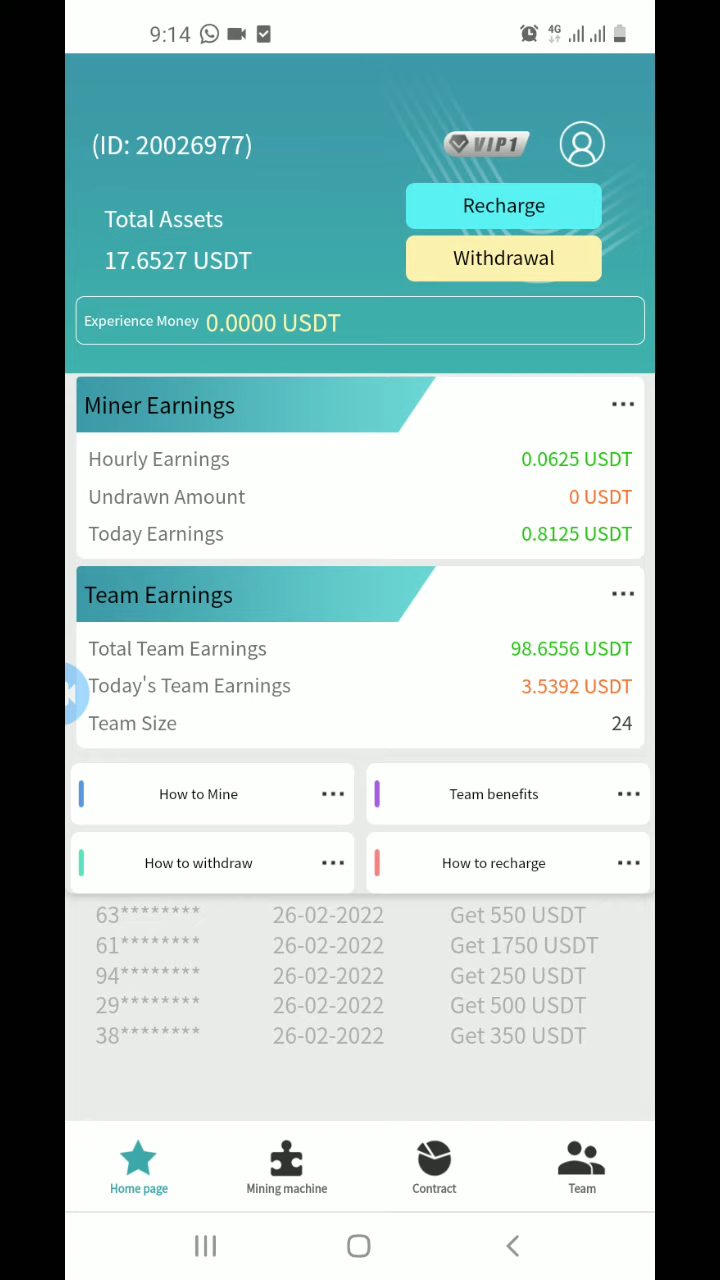 9:14
4G
(ID: 20026977)
VIP1
Recharge
Total Assets
17.6527 USDT
Withdrawal
Experience Money 0.0000 USDT
Miner Earnings
Hourly Earnings 0.0625 USDT
Undrawn Amount 0 USDT
Today Earnings 0.8125 USDT
Team Earnings
Total Team Earnings 98.6556 USDT
Today's Team Earnings 3.5392 USDT
Team Size 24
How to Mine
Team benefits
How to withdraw
How to recharge
63******** 26-02-2022 Get 550 USDT
61******** 26-02-2022 Get 1750 USDT
94******** 26-02-2022 Get 250 USDT
29******** 26-02-2022 Get 500 USDT
38******** 26-02-2022 Get 350 USDT
Home page
Mining machine
Contract
Team